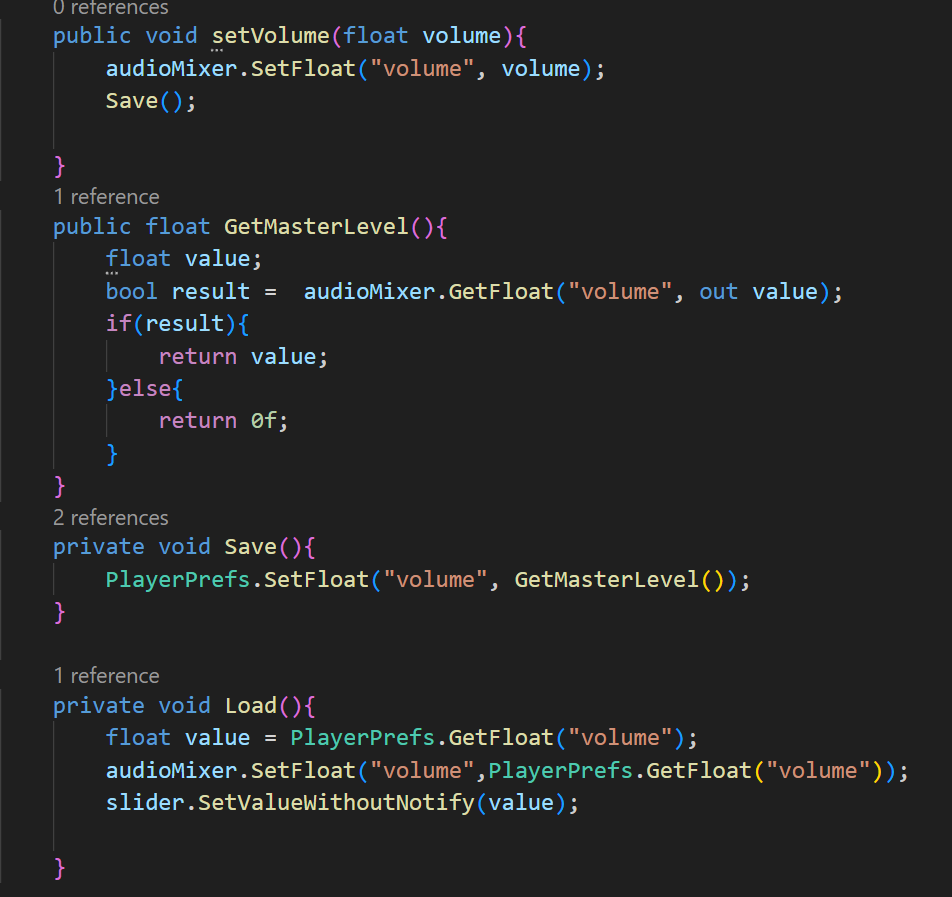 0 references
public void setVolume(float volume){
audioMixer.SetFloat("volume", volume);
Save();
}
1 reference
public float GetMasterLevel(){
float value;
bool result =  audioMixer.GetFloat("volume", out value);
if(result){
return value;
}else{
return 0f;
}
}
2 references
private void Save(){
PlayerPrefs.SetFloat("volume", GetMasterLevel());
}
1 reference
private void Load(){
float value = PlayerPrefs.GetFloat("volume");
audioMixer.SetFloat("volume",PlayerPrefs.GetFloat("volume"));
slider.SetValueWithoutNotify(value);
}